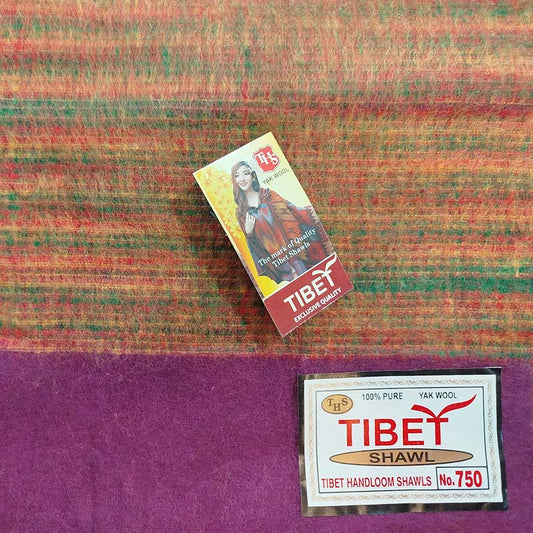 THS
YAK WOOL
The mark of Quality
Tibet Shawls
TIBET
EXCLUSIVE QUALITY
THS
100% PURE YAK WOOL
TIBET
SHAWL
TIBET HANDLOOM SHAWLS No.750